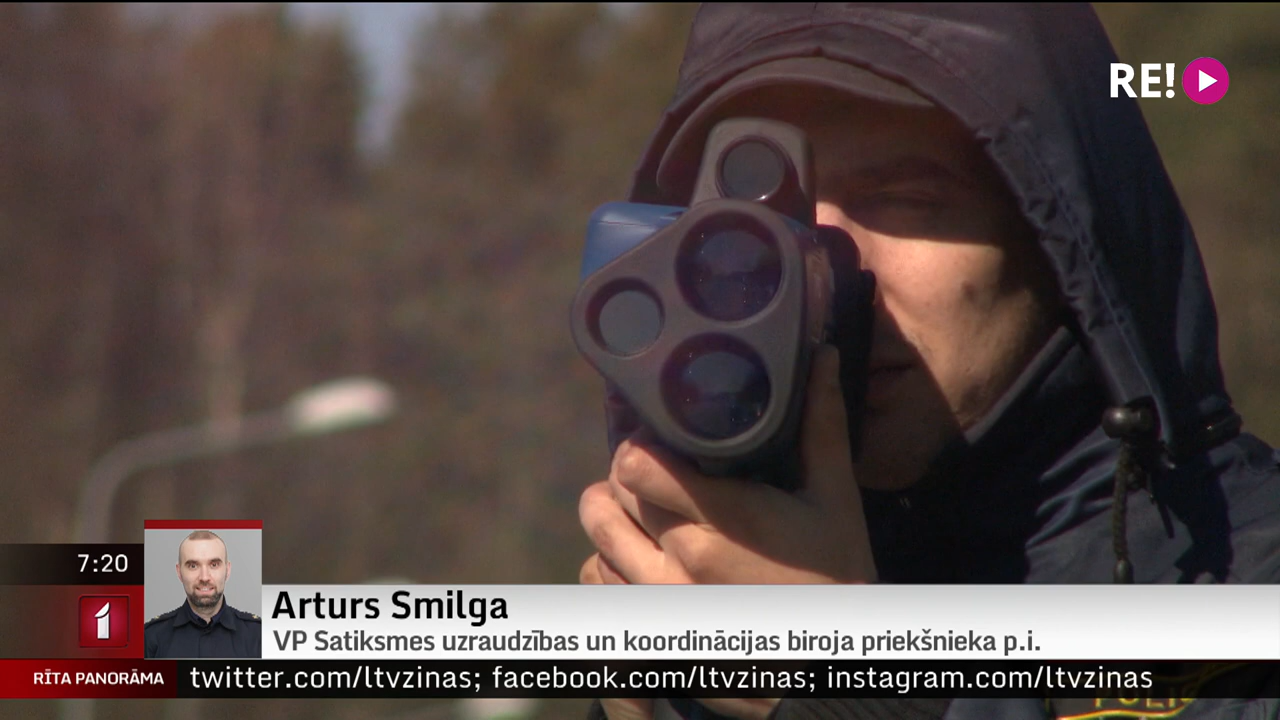 RE!
7:20
1
Arturs Smilga
VP Satiksmes uzraudzības un koordinācijas biroja priekšnieka p.i.
RĪTA PANORĀMA
twitter.com/ltvzinas; facebook.com/ltvzinas; instagram.com/ltvzinas